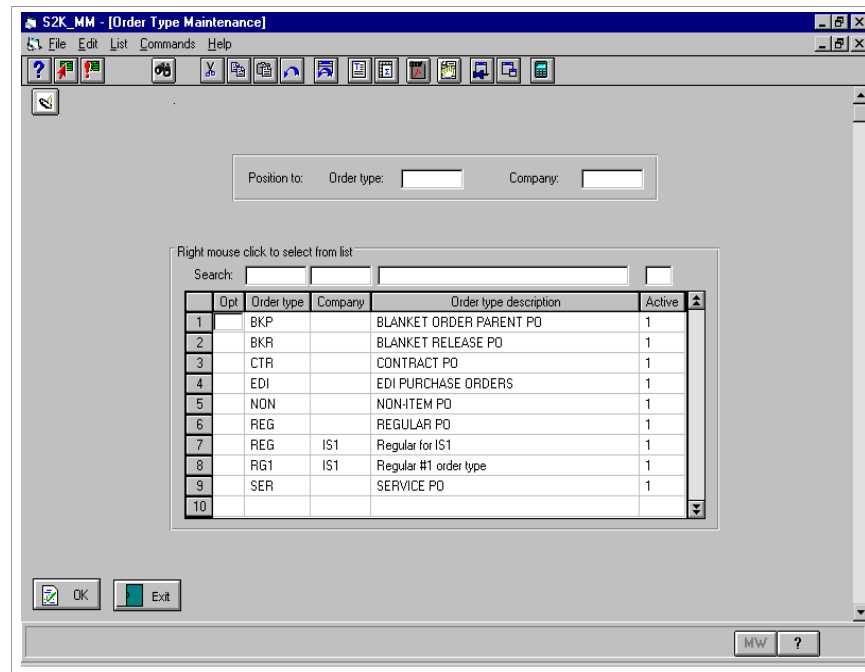 S2K_MM - [Order Type Maintenance]
File Edit List Commands Help
Position to: Order type: Company:
Right mouse click to select from list
Search:
Opt Order type Company Order type description Active
1 BKP BLANKET ORDER PARENT PO 1
2 BKR BLANKET RELEASE PO 1
3 CTR CONTRACT PO 1
4 EDI EDI PURCHASE ORDERS 1
5 NON NON-ITEM PO 1
6 REG REGULAR PO 1
7 REG IS1 Regular for IS1 1
8 RG1 IS1 Regular #1 order type 1
9 SER SERVICE PO 1
10
OK Exit
MW ?